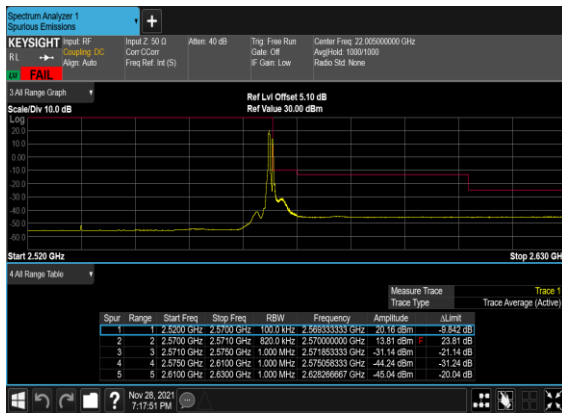 Spectrum Analyzer 1
Spurious Emissions
KEYSIGHT Input: RF Input Z: 50 Ω Atten: 40 dB Trig: Free Run Center Freq: 22.005000000 GHz
RL Coupling: DC Corr CCorr Gate: Off Avg|Hold: 1000/1000
Align: Auto Freq Ref: Int (S) IF Gain: Low Radio Std: None
FAIL
3 All Range Graph
Ref Lvl Offset 5.10 dB
Scale/Div 10.0 dB Ref Value 30.00 dBm
Log
20.0
10.0
0.00
-10.0
-20.0
-30.0
-40.0
-50.0
-60.0
Start 2.520 GHz Stop 2.630 GH
4 All Range Table
Measure Trace Trace 1
Trace Type Trace Average (Active)
Spur Range Start Freq Stop Freq RBW Frequency Amplitude ΔLimit
1 1 2.5200 GHz 2.5700 GHz 100.0 kHz 2.569333333 GHz 20.16 dBm -9.842 dB
2 2 2.5700 GHz 2.5710 GHz 820.0 kHz 2.570000000 GHz 13.81 dBm F 23.81 dB
3 3 2.5710 GHz 2.5750 GHz 1.000 MHz 2.571853333 GHz -31.14 dBm -21.14 dB
4 4 2.5750 GHz 2.6100 GHz 1.000 MHz 2.575058333 GHz -44.24 dBm -31.24 dB
5 5 2.6100 GHz 2.6300 GHz 1.000 MHz 2.628266667 GHz -45.04 dBm -20.04 dB
Nov 28, 2021
7:17:51 PM